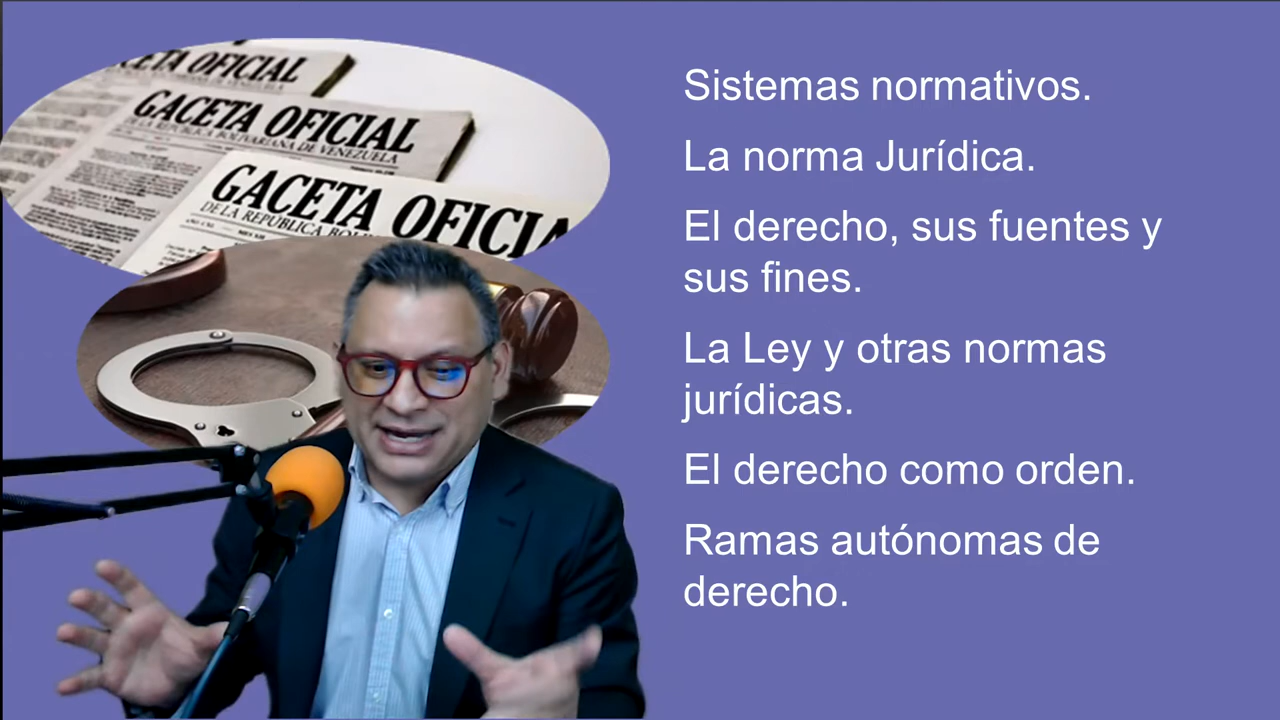 CETA OFICIAL
GACETA OFICIAL
DE LA REPÚBLICA BOLIVARIANA DE VENEZUELA
GACETA OFICIA
DE LA REPÚBLICA
Sistemas normativos.
La norma Jurídica.
El derecho, sus fuentes y
sus fines.
La Ley y otras normas
jurídicas.
El derecho como orden.
Ramas autónomas de
derecho.